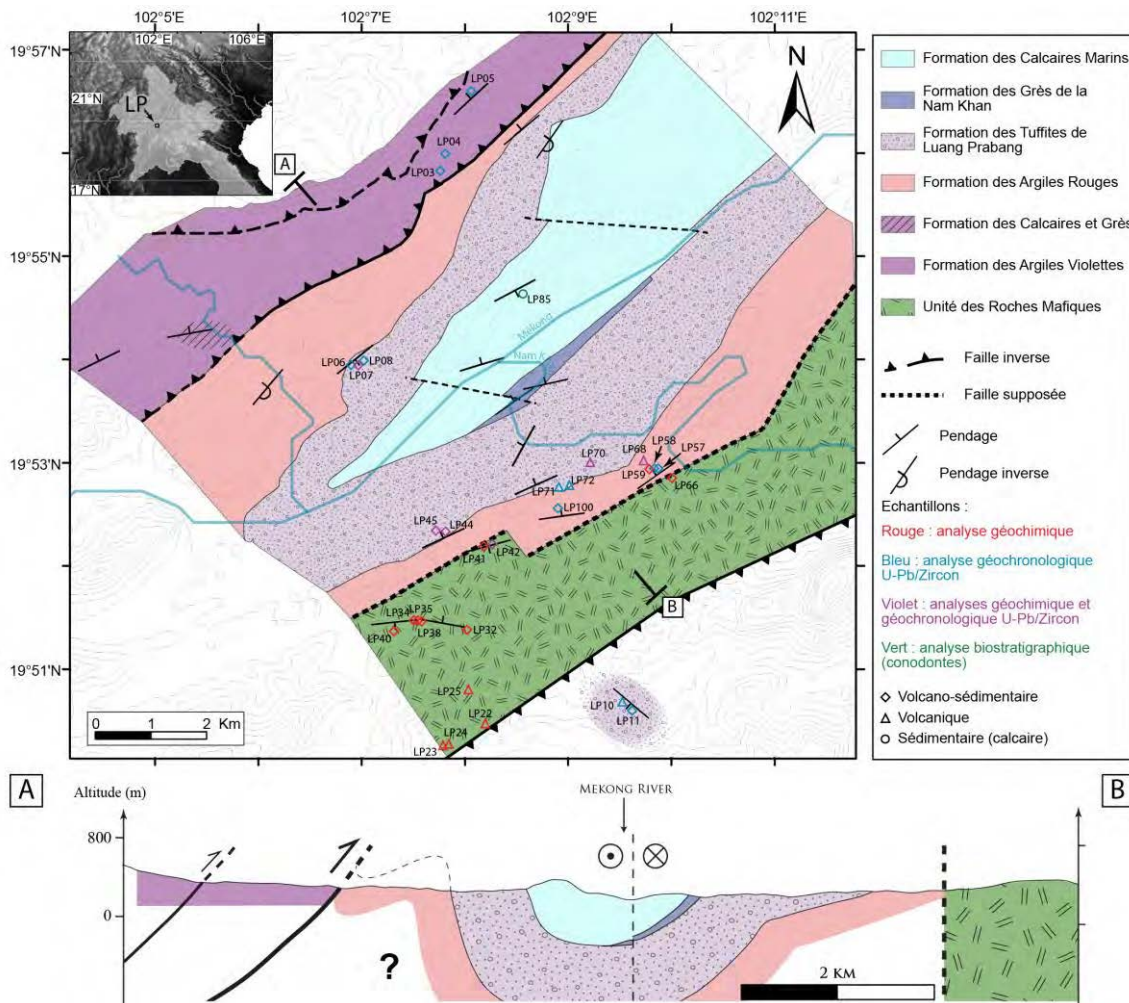 102°5'E 102°7'E 102°9'E 102°11'E
19°57'N
19°55'N
19°53'N
19°51'N
102°E 106°E
21°N
17°N
LP
N
A
LP05
LP04
LP03
LP85
Mékong
Nam K
LP06
LP08
LP07
LP58
LP57
LP68
LP70
LP59
LP66
LP72
LP71
LP100
LP45
LP44
LP42
LP41
B
LP34
LP35
LP38
LP40
LP32
LP25
LP22
LP24
LP23
LP10
LP11
0 1 2 Km
Formation des Calcaires Marins
Formation des Grès de la
Nam Khan
Formation des Tuffites de
Luang Prabang
Formation des Argiles Rouges
Formation des Calcaires et Grès
Formation des Argiles Violettes
Unité des Roches Mafiques
Faille inverse
Faille supposée
Pendage
Pendage inverse
Echantillons :
Rouge : analyse géochimique
Bleu : analyse géochronologique
U-Pb/Zircon
Violet : analyses géochimique et
géochronologique U-Pb/Zircon
Vert : analyse biostratigraphique
(conodontes)
Volcano-sédimentaire
Volcanique
Sédimentaire (calcaire)
A
B
Altitude (m)
MEKONG RIVER
800
0
?
2 KM